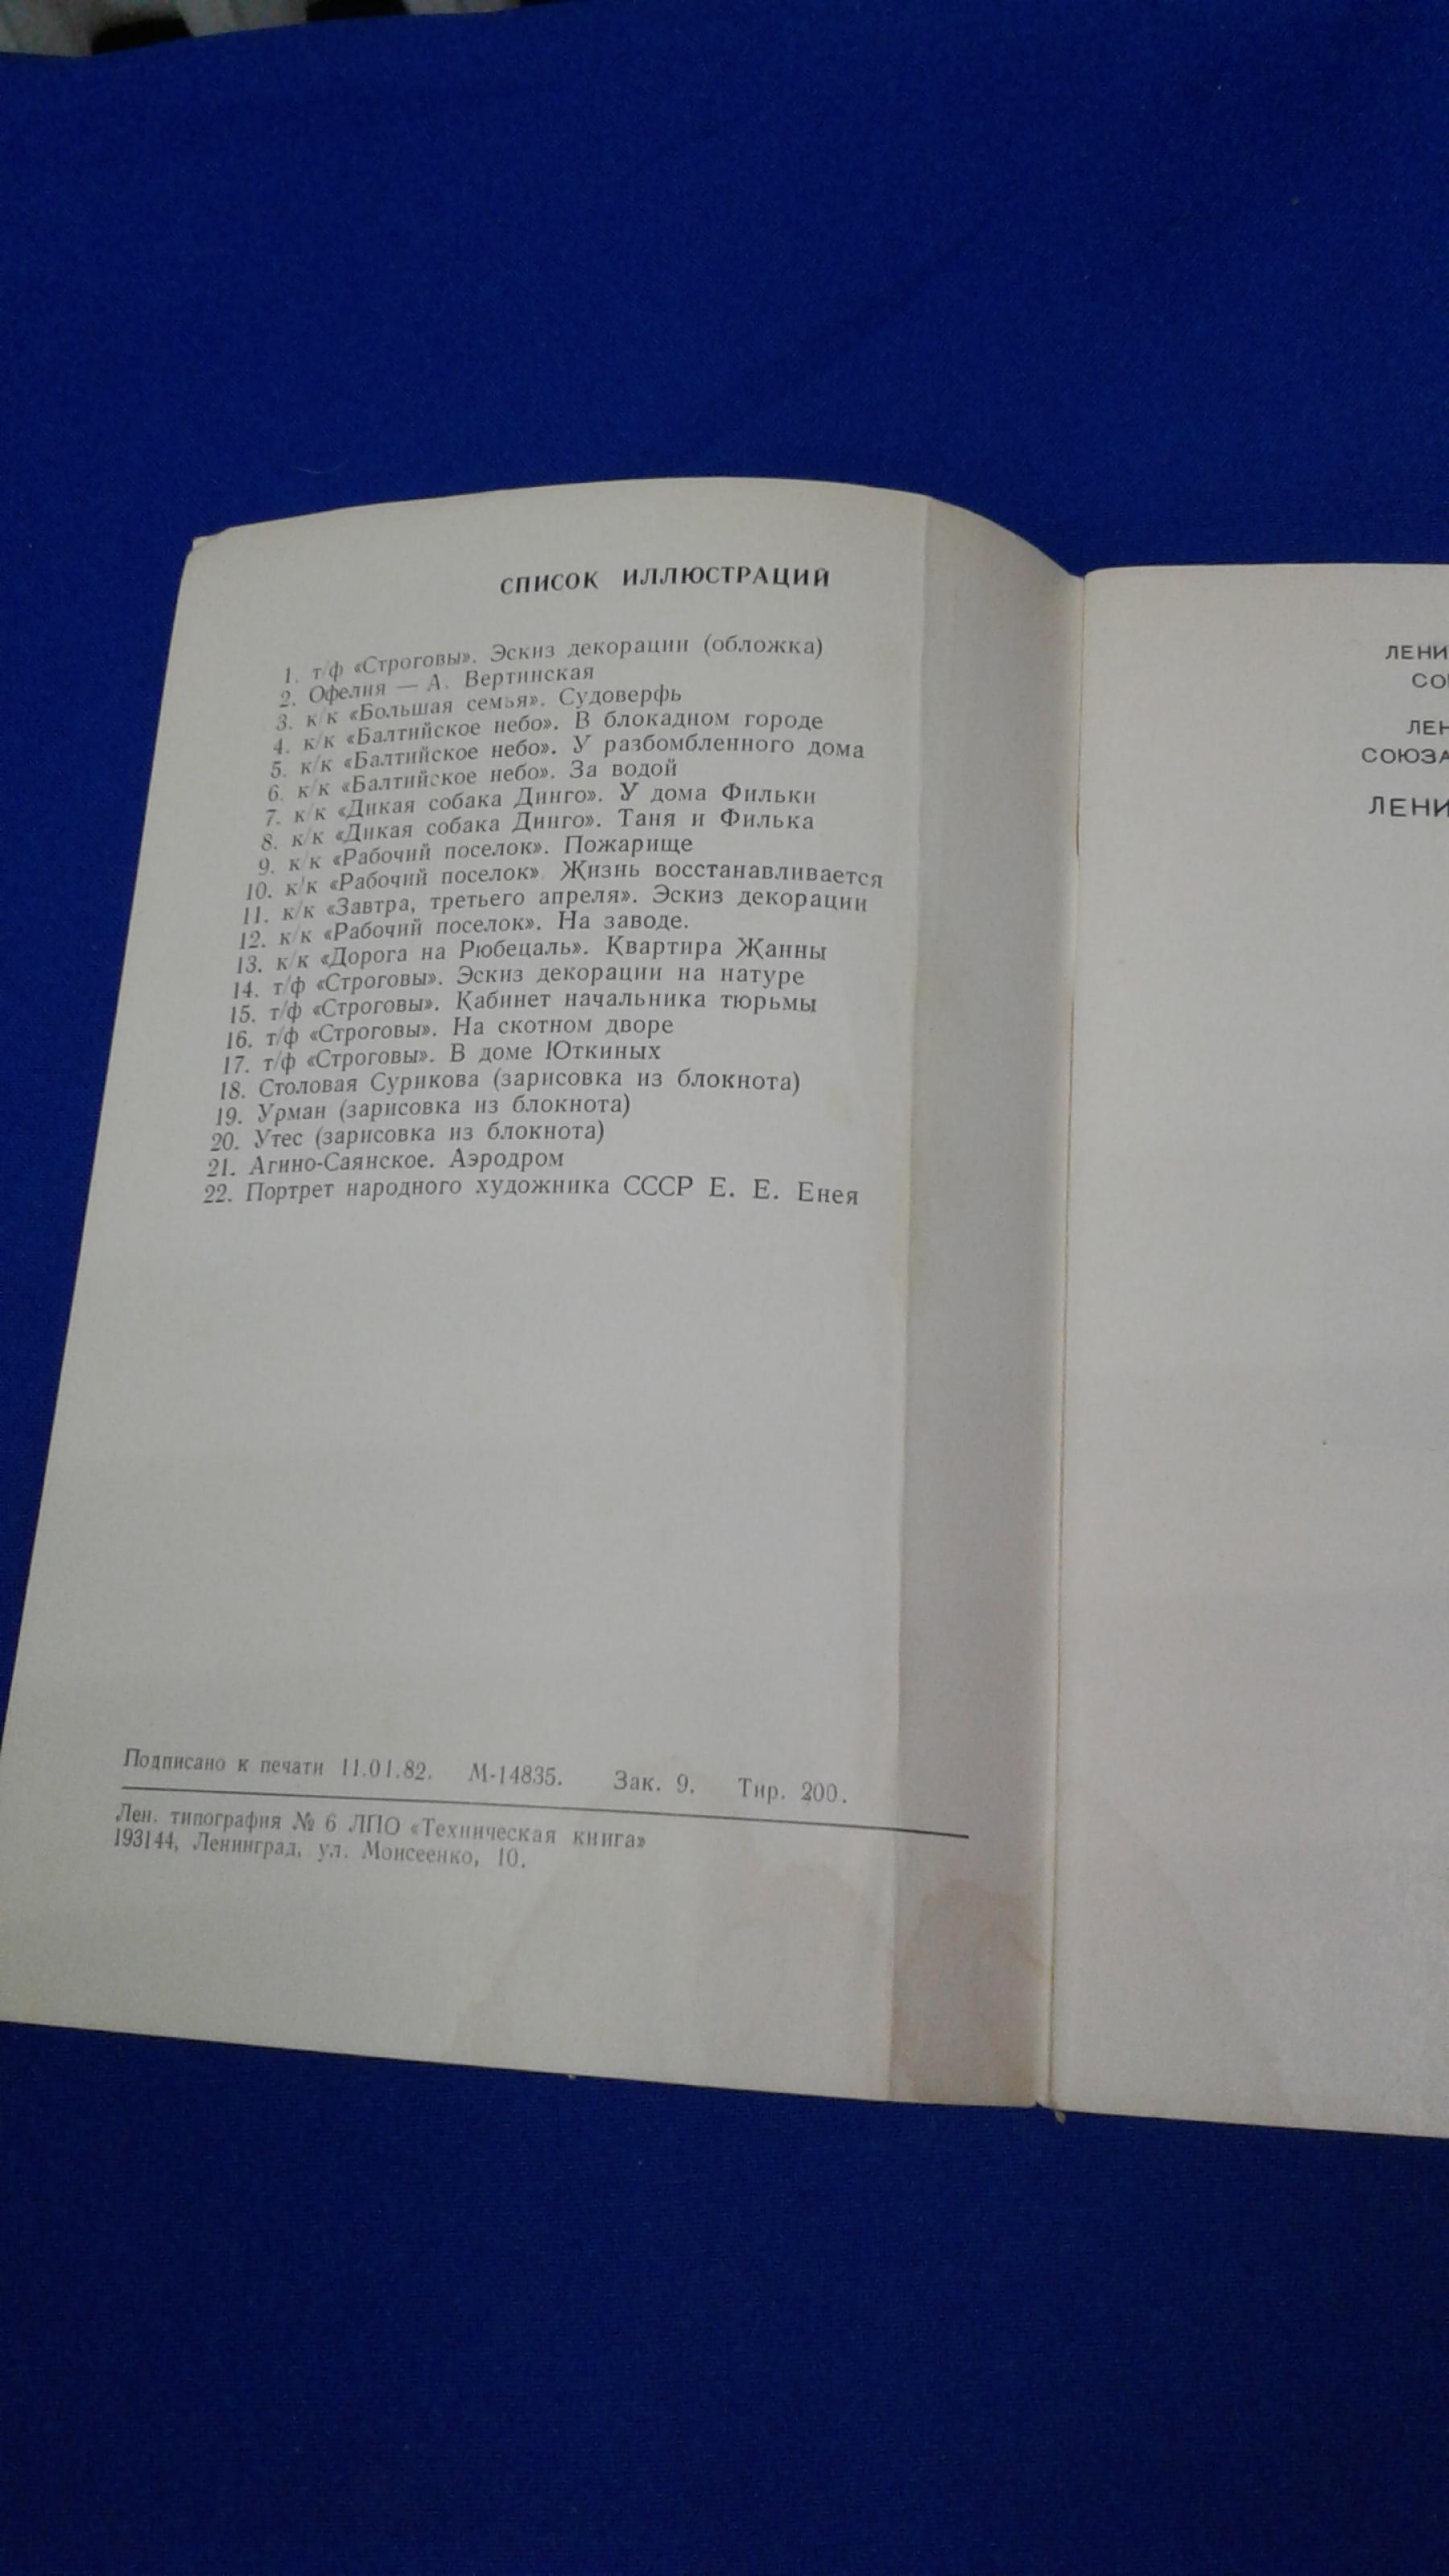 СПИСОК ИЛЛЮСТРАЦИЙ
1. т/ф «Строговы». Эскиз декорации (обложка)
2. Офелия — А. Вертинская
3. к/к «Большая семья». Судоверфь
4. к/к «Балтийское небо». В блокадном городе
5. к/к «Балтийское небо». У разбомбленного дома
6. к/к «Балтийское небо». За водой
7. к/к «Дикая собака Динго». У дома Фильки
8. к/к «Дикая собака Динго». Таня и Филька
9. к/к «Рабочий поселок». Пожарище
10. к/к «Рабочий поселок». Жизнь восстанавливается
11. к/к «Завтра, третьего апреля». Эскиз декорации
12. к/к «Рабочий поселок». На заводе.
13. к/к «Дорога на Рюбецаль». Квартира Жанны
14. т/ф «Строговы». Эскиз декорации на натуре
15. т/ф «Строговы». Кабинет начальника тюрьмы
16. т/ф «Строговы». На скотном дворе
17. т/ф «Строговы». В доме Юткиных
18. Столовая Сурикова (зарисовка из блокнота)
19. Урман (зарисовка из блокнота)
20. Утес (зарисовка из блокнота)
21. Агино-Саянское. Аэродром
22. Портрет народного художника СССР Е. Е. Енея
Подписано к печати 11.01.82. М-14835. Зак. 9. Тир. 200.
Лен. типография № 6 ЛПО «Техническая книга»
193144, Ленинград, ул. Моисеенко, 10.
ЛЕНИ
СО
ЛЕН
СОЮЗА
ЛЕНИ